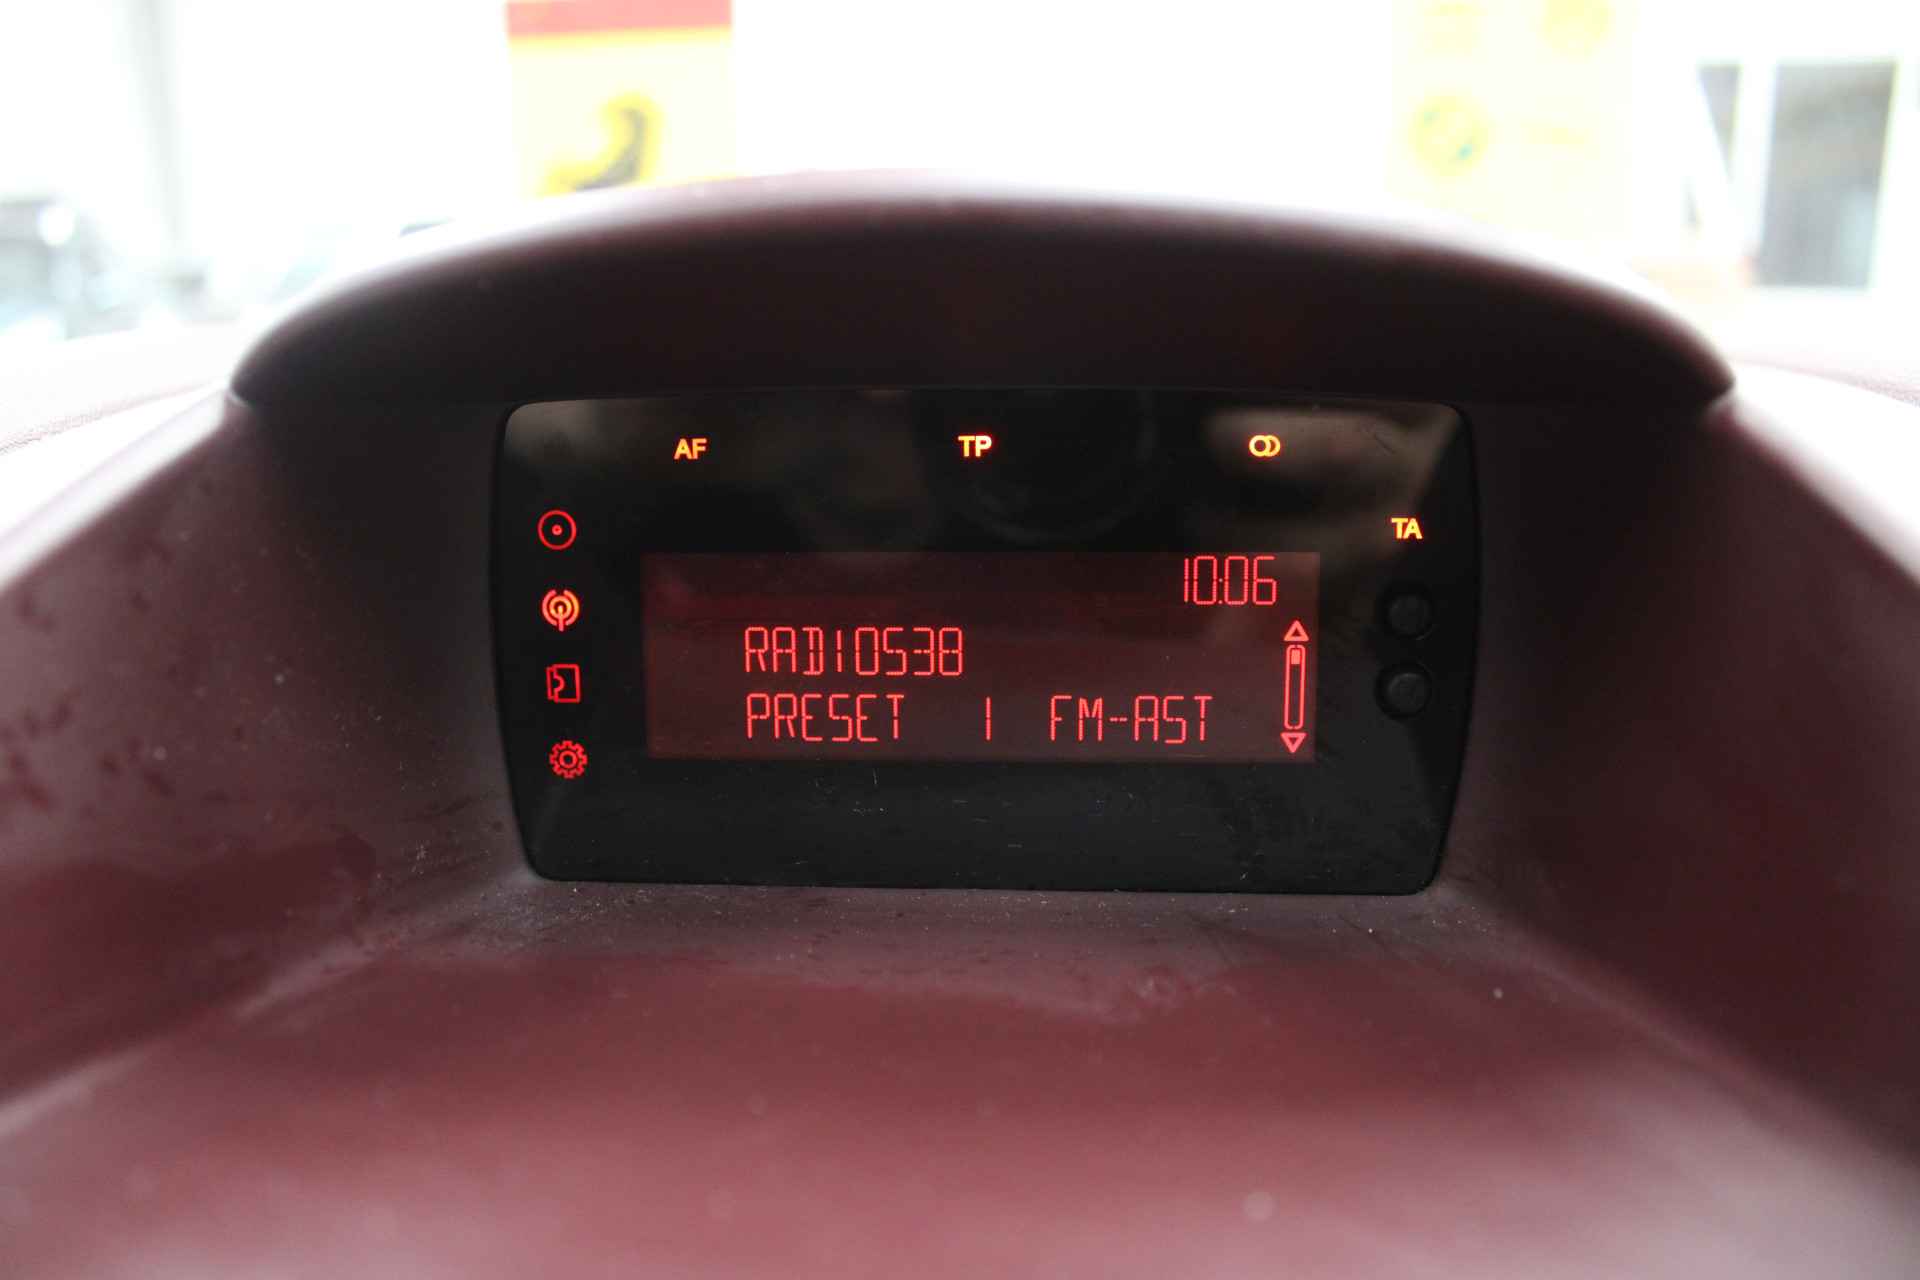 AF TP
TA
10:06
RADIO538
PRESET 1 FM-AST